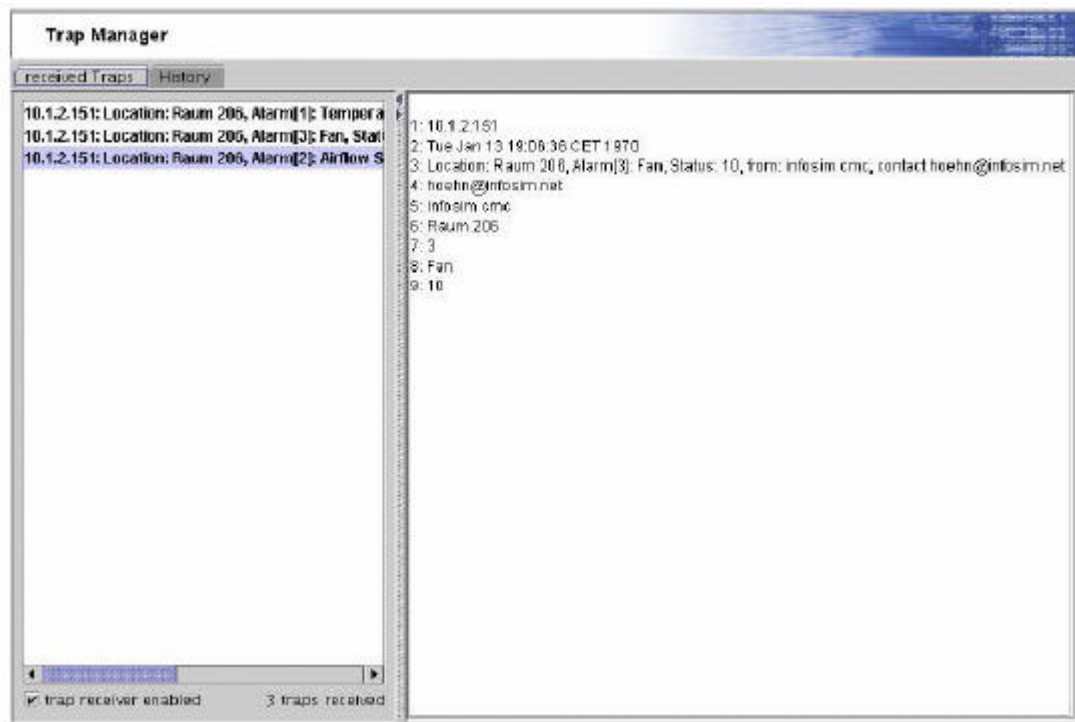 Trap Manager
received Traps
History
10.1.2.151: Location: Raum 206, Alarm[1]: Tempera
10.1.2.151: Location: Raum 206, Alarm[3]: Fan, Stat
10.1.2.151: Location: Raum 206, Alarm[2]: Airflow S
1: 10.1.2.151
2: Tue Jan 13 19:06:36 CET 1970
3: Location: Raum 206, Alarm[3]: Fan, Status: 10, from: infosim cmc, contact hoehn@infosim.net
4: hoehn@infosim.net
5: infosim cmc
6: Raum 206
7: 3
8: Fan
9: 10
trap receiver enabled
3 traps received